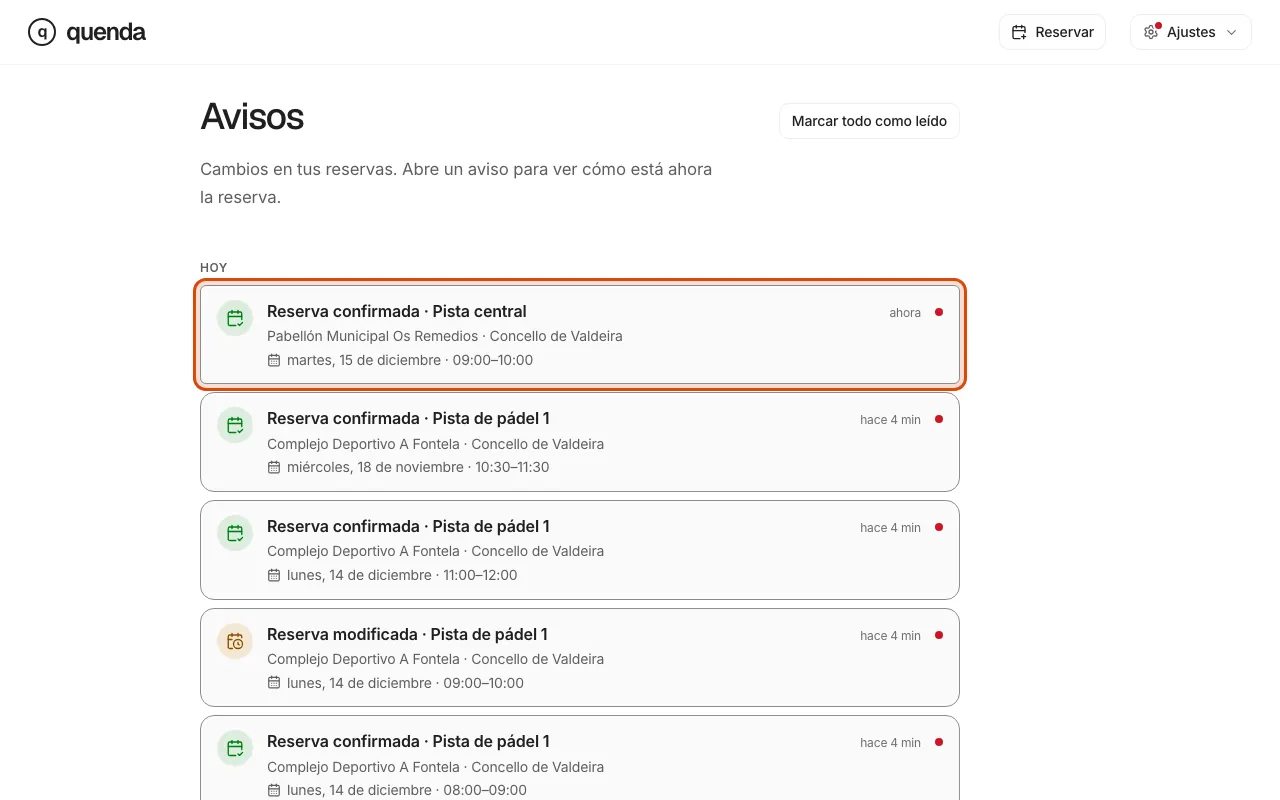 q quenda
Reservar
Ajustes
Avisos
Marcar todo como leído
Cambios en tus reservas. Abre un aviso para ver cómo está ahora
la reserva.
HOY
Reserva confirmada · Pista central
ahora
Pabellón Municipal Os Remedios · Concello de Valdeira
martes, 15 de diciembre · 09:00–10:00
Reserva confirmada · Pista de pádel 1
hace 4 min
Complejo Deportivo A Fontela · Concello de Valdeira
miércoles, 18 de noviembre · 10:30–11:30
Reserva confirmada · Pista de pádel 1
hace 4 min
Complejo Deportivo A Fontela · Concello de Valdeira
lunes, 14 de diciembre · 11:00–12:00
Reserva modificada · Pista de pádel 1
hace 4 min
Complejo Deportivo A Fontela · Concello de Valdeira
lunes, 14 de diciembre · 09:00–10:00
Reserva confirmada · Pista de pádel 1
hace 4 min
Complejo Deportivo A Fontela · Concello de Valdeira
lunes, 14 de diciembre · 08:00–09:00